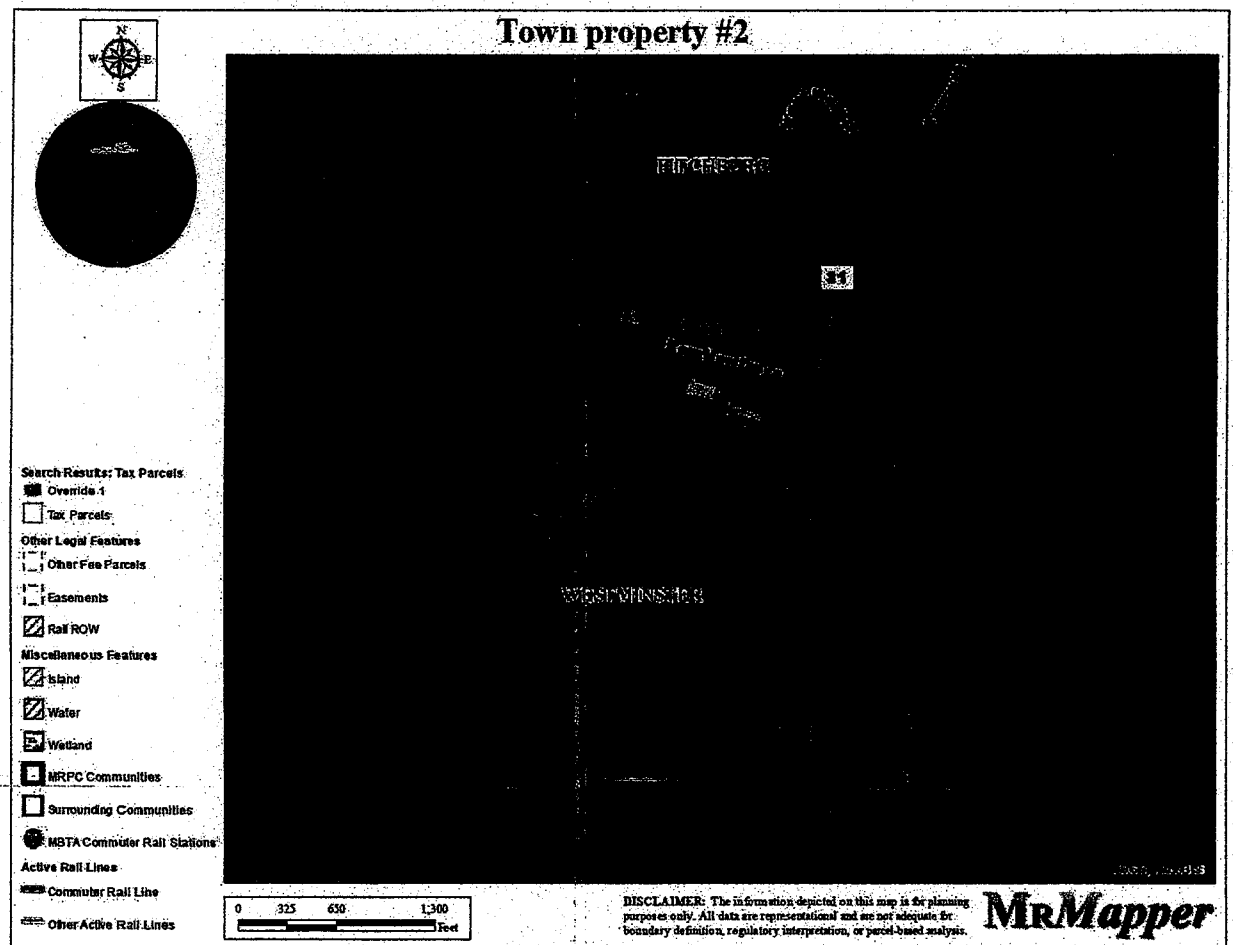 Town property #2
N
W E
S
FITCHBURG
31
WESTMINSTER
Search Results: Tax Parcels
Override 1
Tax Parcels
Other Legal Features
Other Fee Parcels
Easements
Rail ROW
Miscellaneous Features
Island
Water
Wetland
MRPC Communities
Surrounding Communities
MBTA Commuter Rail Stations
Active Rail Lines
Commuter Rail Line
Other Active Rail Lines
0 325 650 1,300
Feet
DISCLAIMER: The information depicted on this map is for planning
purposes only. All data are representational and are not adequate for
boundary definition, regulatory interpretation, or parcel-based analysis.
MRMapper